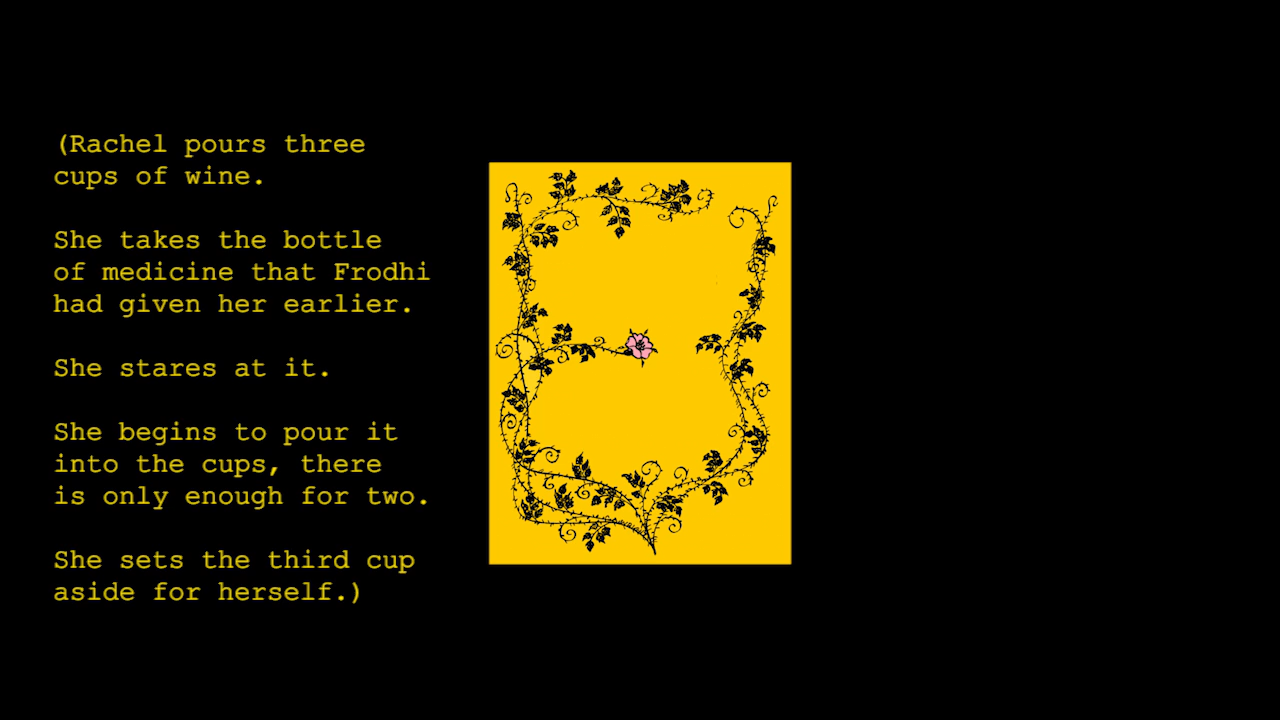 (Rachel pours three
cups of wine.
She takes the bottle
of medicine that Frodhi
had given her earlier.
She stares at it.
She begins to pour it
into the cups, there
is only enough for two.
She sets the third cup
aside for herself.)